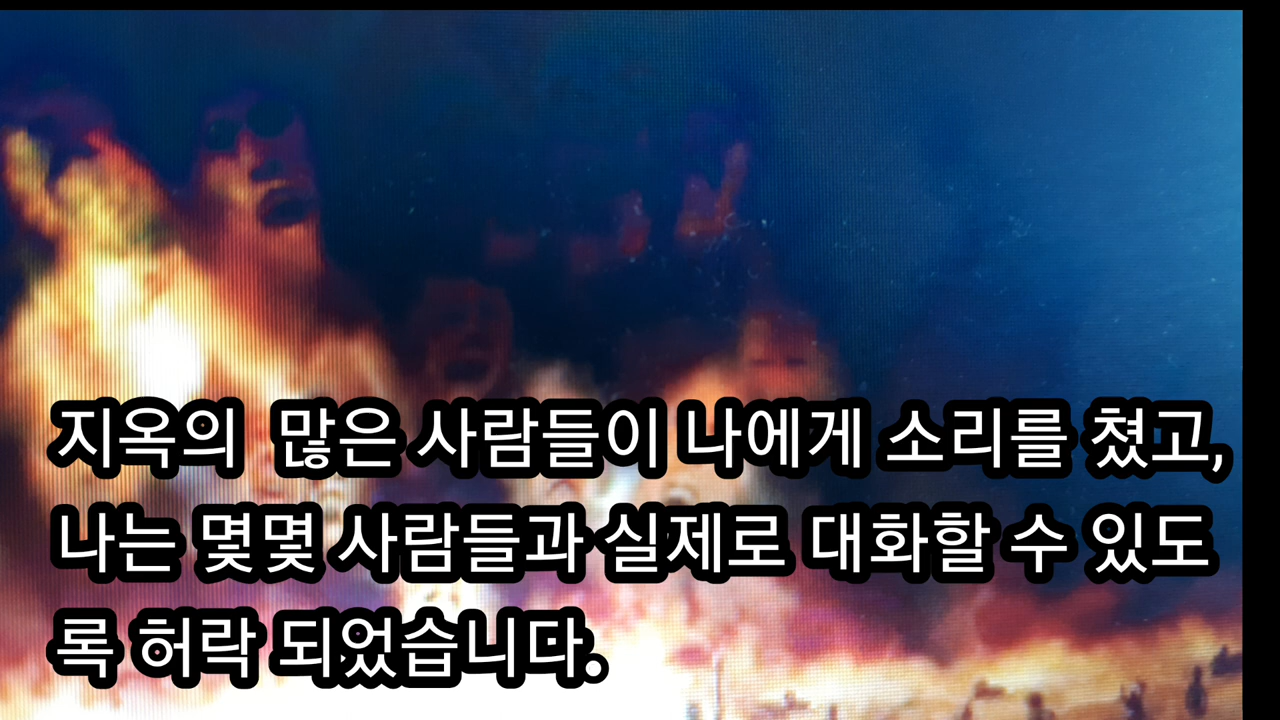 지옥의 많은 사람들이 나에게 소리를 쳤고,
나는 몇몇 사람들과 실제로 대화할 수 있도
록 허락 되었습니다.